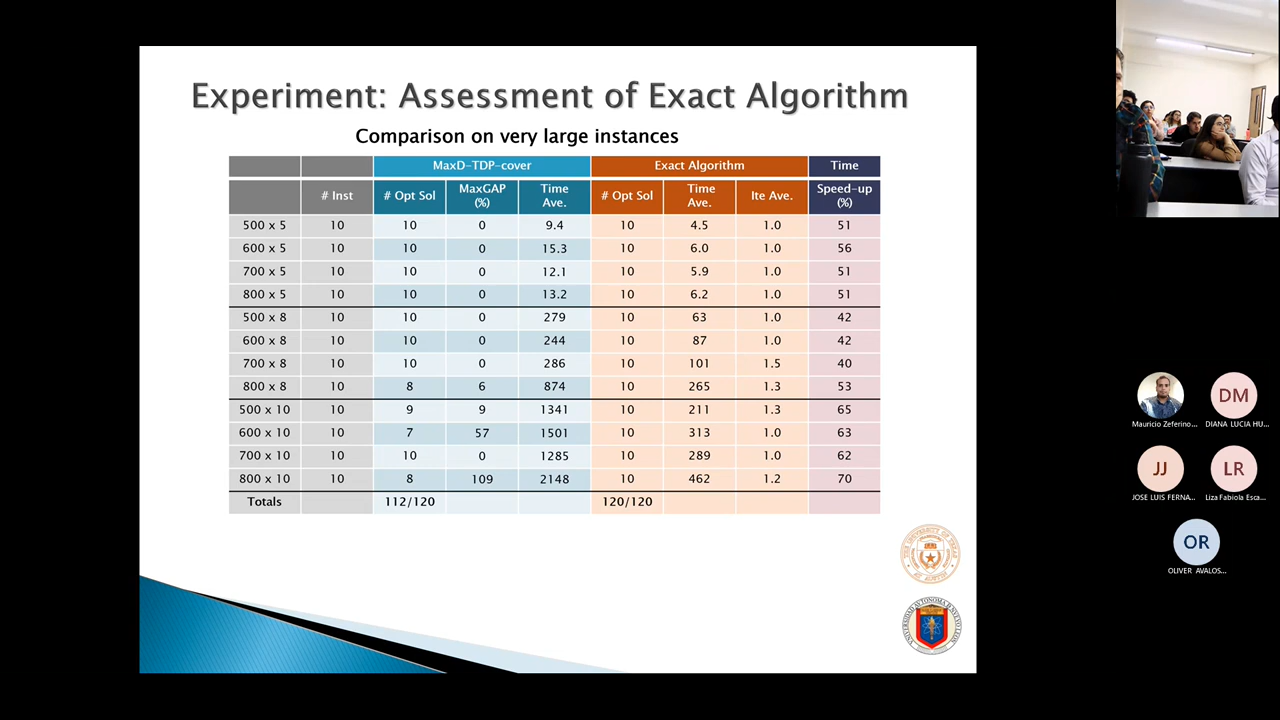 Experiment: Assessment of Exact Algorithm
Comparison on very large instances
MaxD-TDP-cover Exact Algorithm Time
# Inst # Opt Sol MaxGAP (%) Time Ave. # Opt Sol Time Ave. Ite Ave. Speed-up (%)
500 x 5 10 10 0 9.4 10 4.5 1.0 51
600 x 5 10 10 0 15.3 10 6.0 1.0 56
700 x 5 10 10 0 12.1 10 5.9 1.0 51
800 x 5 10 10 0 13.2 10 6.2 1.0 51
500 x 8 10 10 0 279 10 63 1.0 42
600 x 8 10 10 0 244 10 87 1.0 42
700 x 8 10 10 0 286 10 101 1.5 40
800 x 8 10 8 6 874 10 265 1.3 53
500 x 10 10 9 9 1341 10 211 1.3 65
600 x 10 10 7 57 1501 10 313 1.0 63
700 x 10 10 10 0 1285 10 289 1.0 62
800 x 10 10 8 109 2148 10 462 1.2 70
Totals 112/120 120/120
Mauricio Zeferino...
DM
DIANA LUCIA HU...
JJ
JOSE LUIS FERNA...
LR
Liza Fabiola Esca...
OR
OLIVER AVALOS...